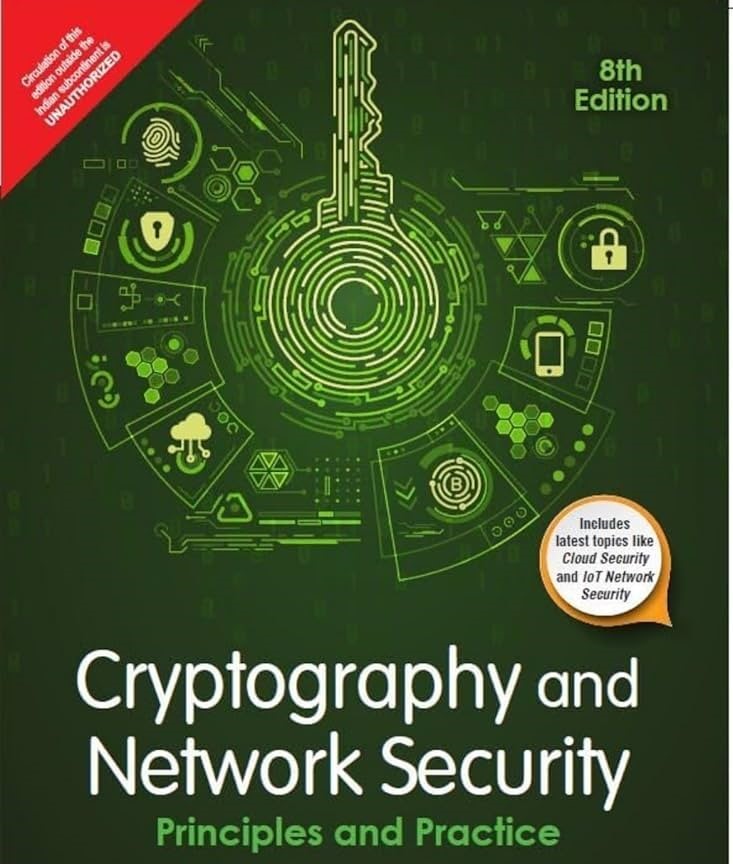 Circulation of this
edition outside the
Indian subcontinent is
UNAUTHORIZED
8th
Edition
B
Includes
latest topics like
Cloud Security
and IoT Network
Security
Cryptography and
Network Security
Principles and Practice